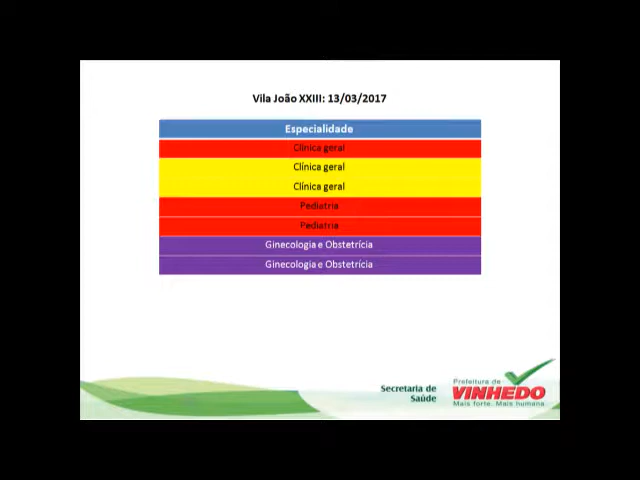 Vila João XXIII: 13/03/2017
Especialidade
Clínica geral
Clínica geral
Clínica geral
Pediatria
Pediatria
Ginecologia e Obstetrícia
Ginecologia e Obstetrícia
Secretaria de
Saúde
Prefeitura de
VINHEDO
Mais forte. Mais humana.